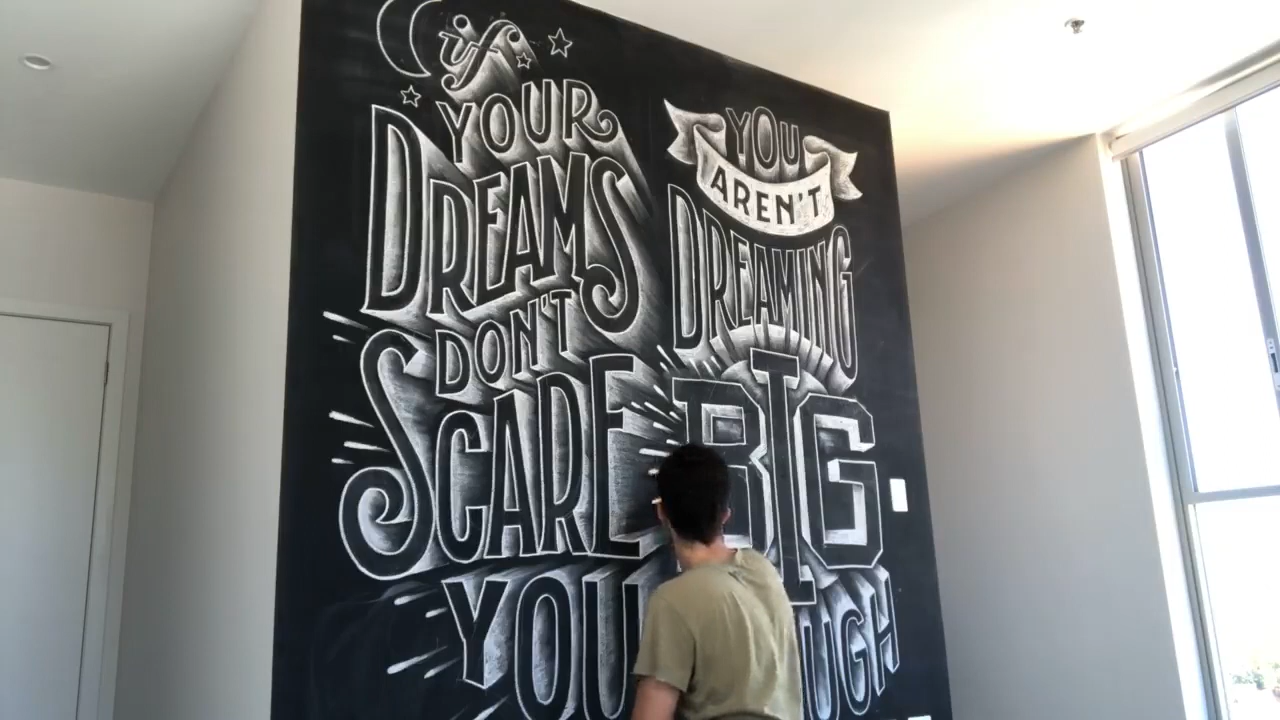 if
YOUR
DREAMS
DON'T
SCARE
YOU
YOU
AREN'T
DREAMING
BIG